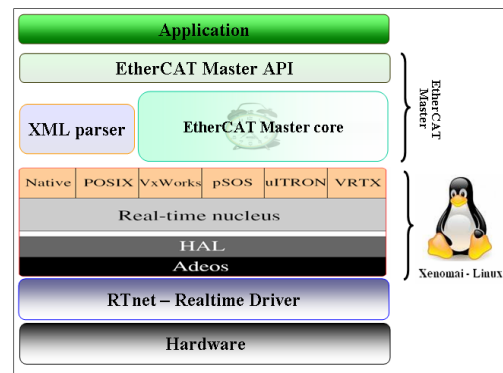 Application
EtherCAT Master API
XML parser
EtherCAT Master core
EtherCAT
Master
Native POSIX VxWorks pSOS uITRON VRTX
Real-time nucleus
HAL
Adeos
Xenomai - Linux
RTnet – Realtime Driver
Hardware